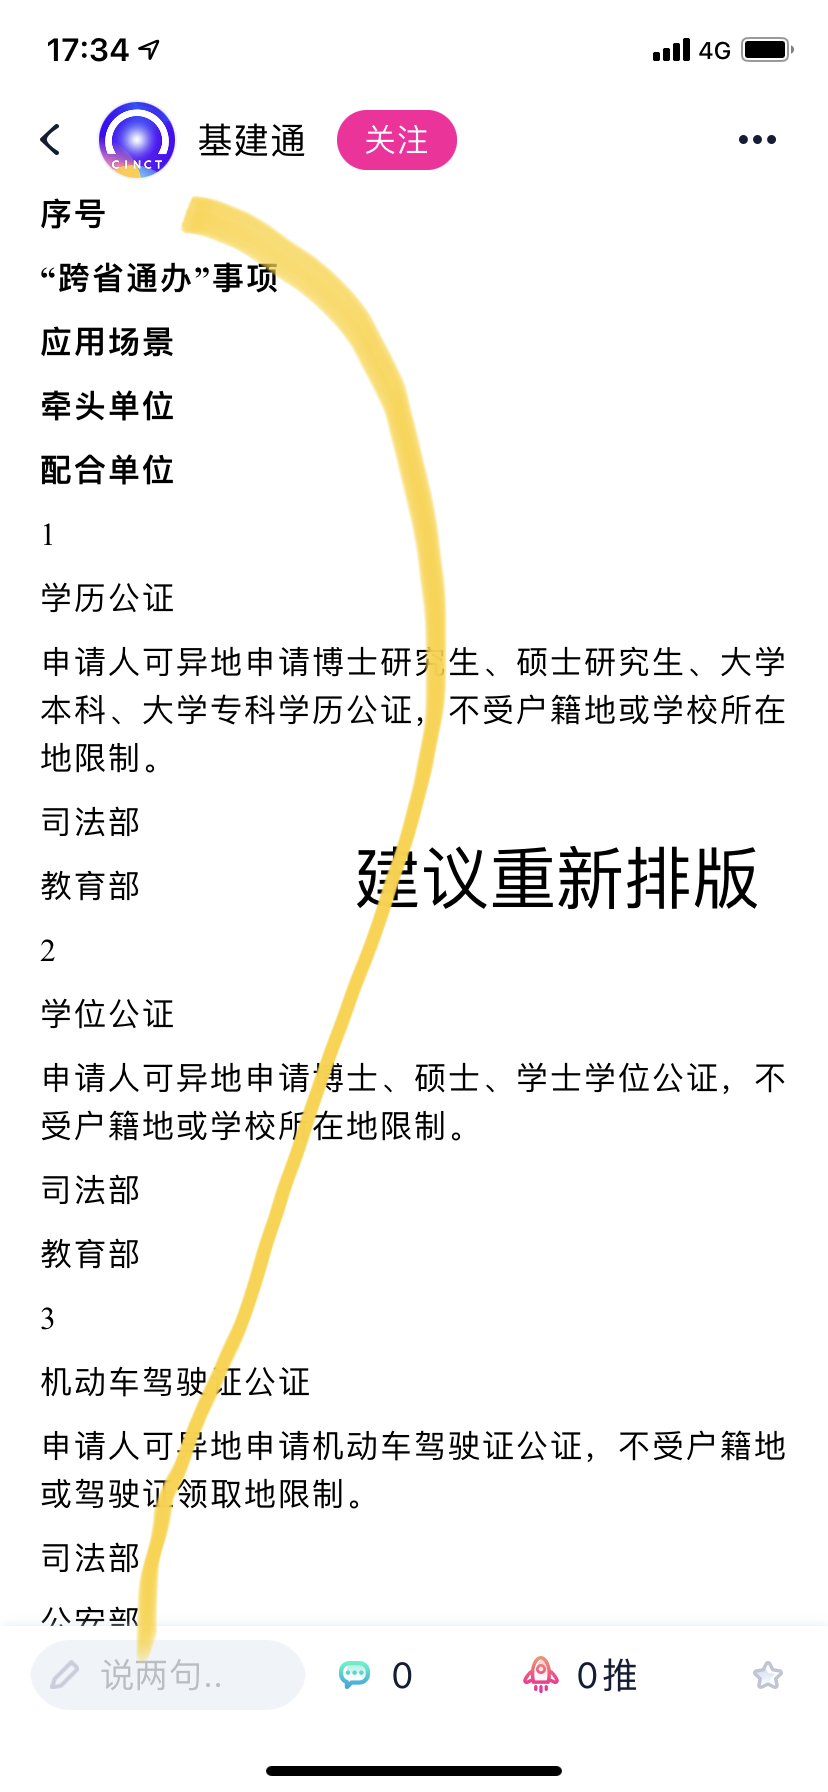 17:34
4G
CINCT
基建通
关注
序号
“跨省通办”事项
应用场景
牵头单位
配合单位
1
学历公证
申请人可异地申请博士研究生、硕士研究生、大学
本科、大学专科学历公证，不受户籍地或学校所在
地限制。
司法部
教育部
建议重新排版
2
学位公证
申请人可异地申请博士、硕士、学士学位公证，不
受户籍地或学校所在地限制。
司法部
教育部
3
机动车驾驶证公证
申请人可异地申请机动车驾驶证公证，不受户籍地
或驾驶证领取地限制。
司法部
公安部
说两句..
0
0推